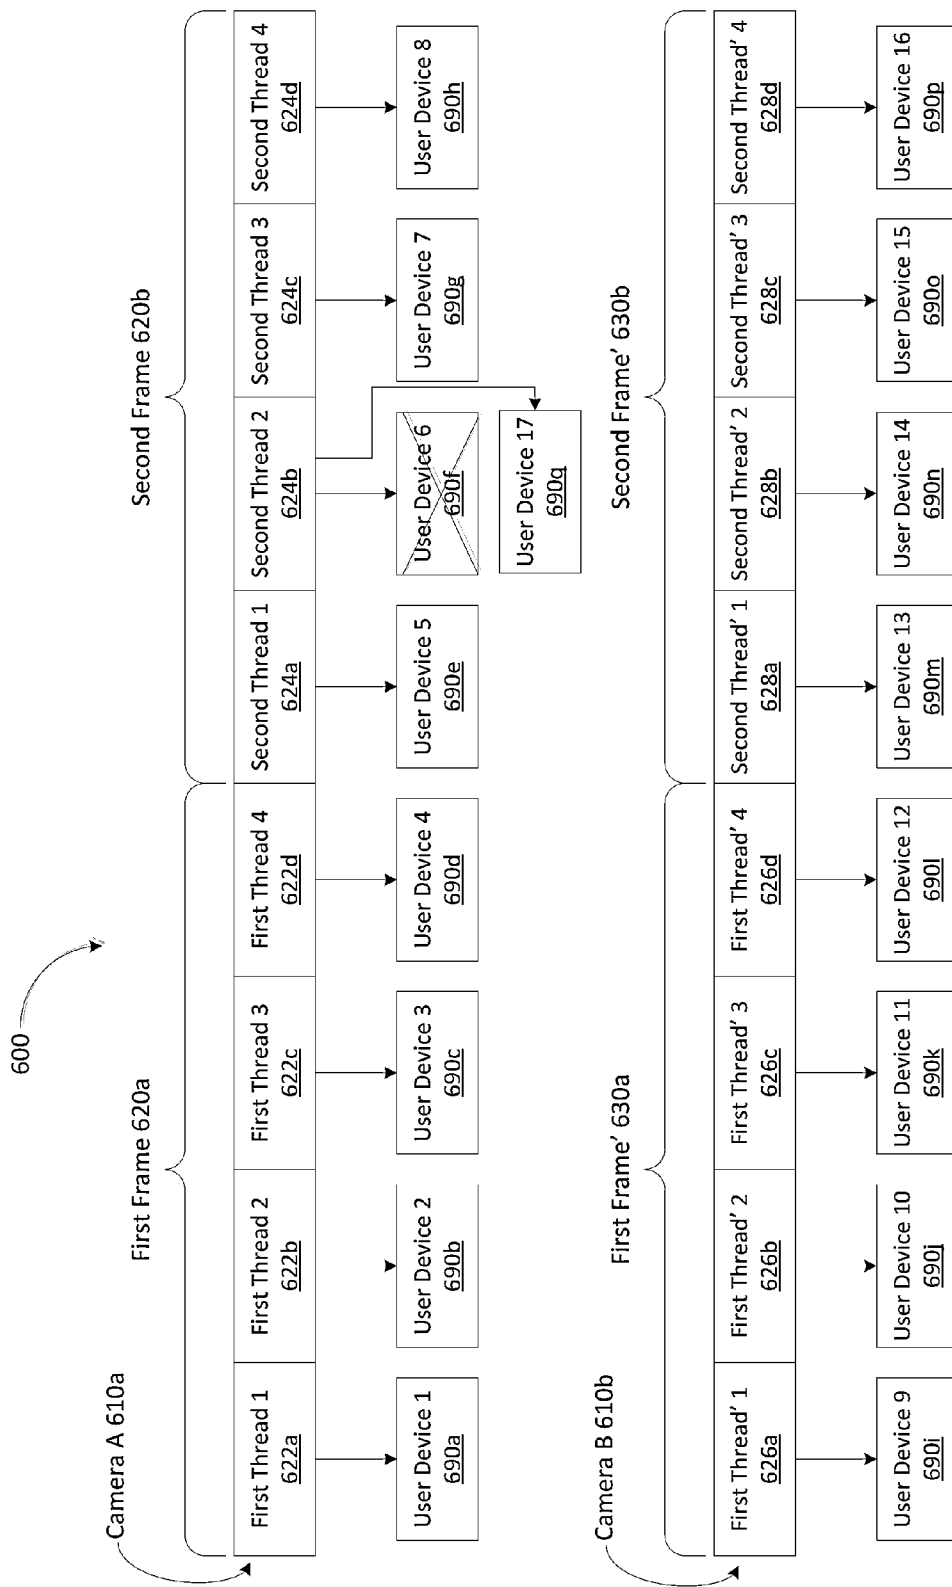 600
Camera A 610a
First Frame 620a
Second Frame 620b
First Thread 1
622a
First Thread 2
622b
First Thread 3
622c
First Thread 4
622d
Second Thread 1
624a
Second Thread 2
624b
Second Thread 3
624c
Second Thread 4
624d
User Device 1
690a
User Device 2
690b
User Device 3
690c
User Device 4
690d
User Device 5
690e
User Device 6
690f
User Device 7
690g
User Device 8
690h
User Device 17
690q
Camera B 610b
First Frame' 630a
Second Frame' 630b
First Thread' 1
626a
First Thread' 2
626b
First Thread' 3
626c
First Thread' 4
626d
Second Thread' 1
628a
Second Thread' 2
628b
Second Thread' 3
628c
Second Thread' 4
628d
User Device 9
690i
User Device 10
690j
User Device 11
690k
User Device 12
690l
User Device 13
690m
User Device 14
690n
User Device 15
690o
User Device 16
690p